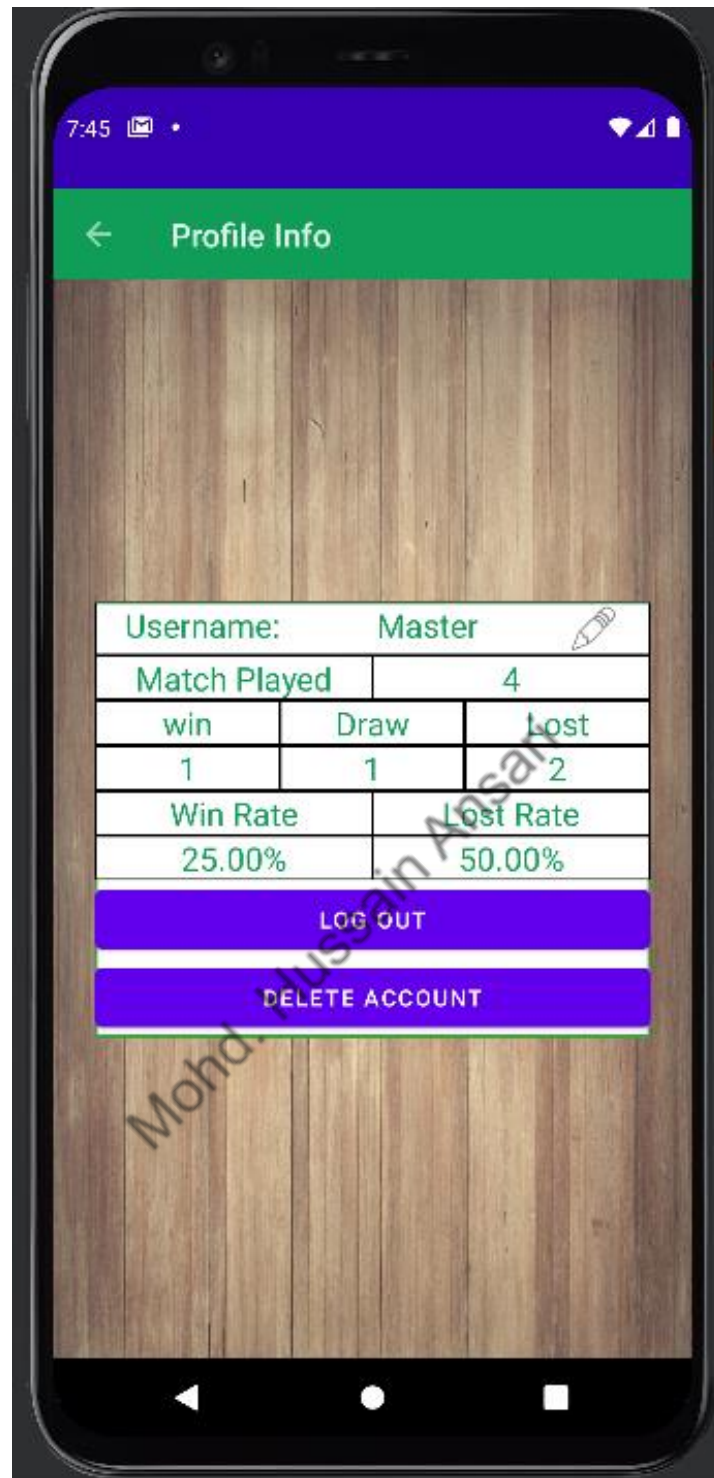 7:45
Profile Info
Username: Master
Match Played 4
win Draw Lost
1 1 2
Win Rate Lost Rate
25.00% 50.00%
LOG OUT
DELETE ACCOUNT
Mohd. Hussain Ansari